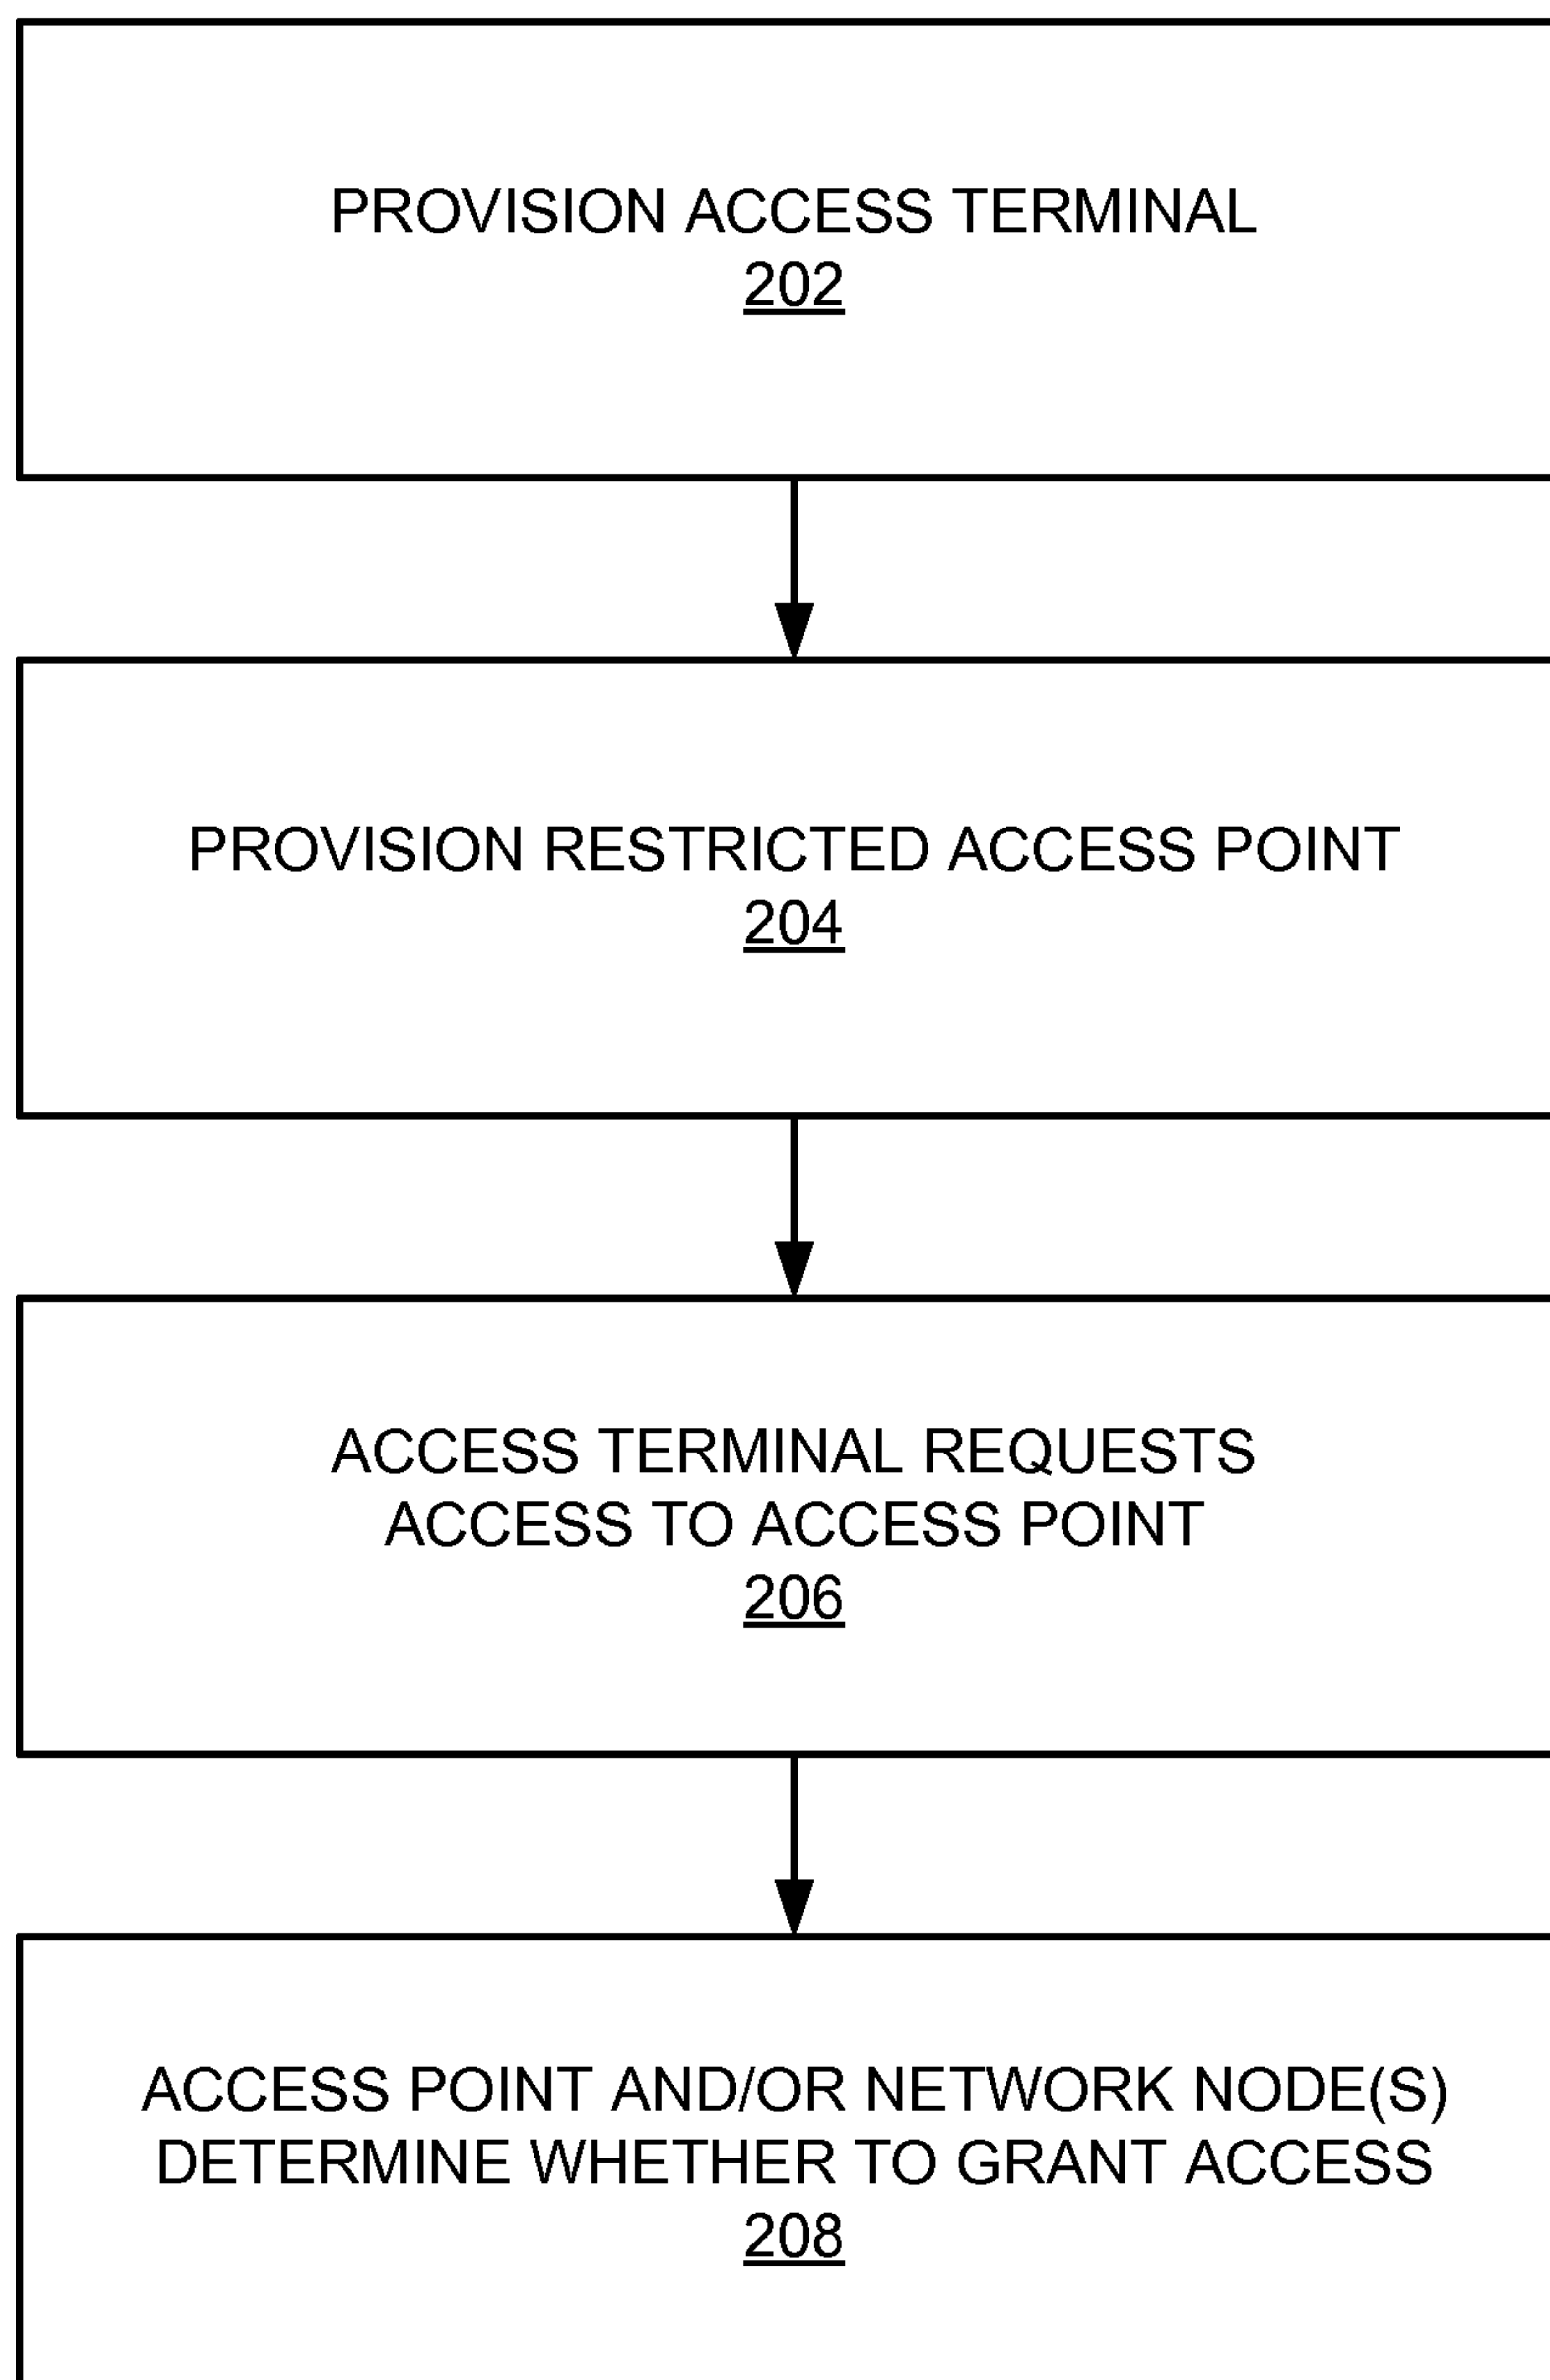 PROVISION ACCESS TERMINAL
202
PROVISION RESTRICTED ACCESS POINT
204
ACCESS TERMINAL REQUESTS
ACCESS TO ACCESS POINT
206
ACCESS POINT AND/OR NETWORK NODE(S)
DETERMINE WHETHER TO GRANT ACCESS
208